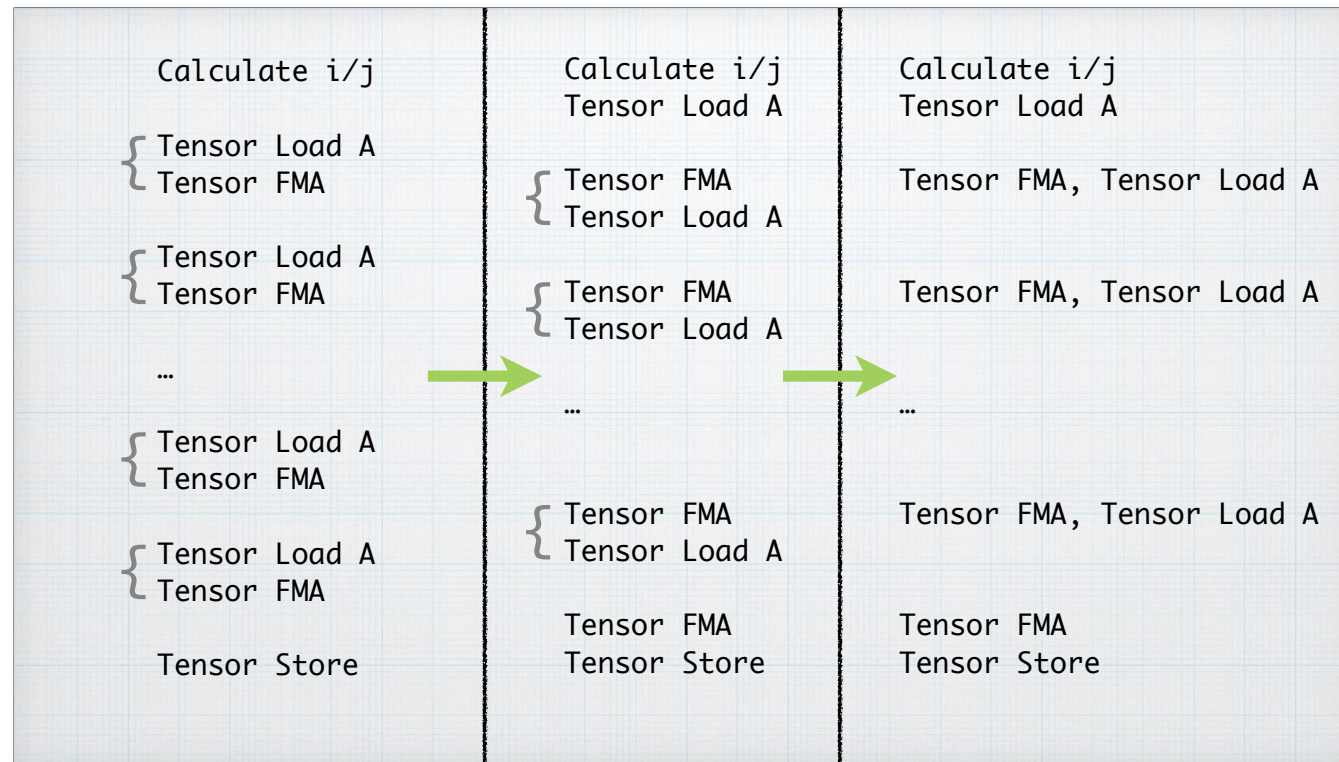 Calculate i/j
{ Tensor Load A
Tensor FMA
{ Tensor Load A
Tensor FMA
…
{ Tensor Load A
Tensor FMA
{ Tensor Load A
Tensor FMA
Tensor Store
Calculate i/j
Tensor Load A
{ Tensor FMA
Tensor Load A
{ Tensor FMA
Tensor Load A
…
{ Tensor FMA
Tensor Load A
Tensor FMA
Tensor Store
Calculate i/j
Tensor Load A
Tensor FMA, Tensor Load A
Tensor FMA, Tensor Load A
…
Tensor FMA, Tensor Load A
Tensor FMA
Tensor Store